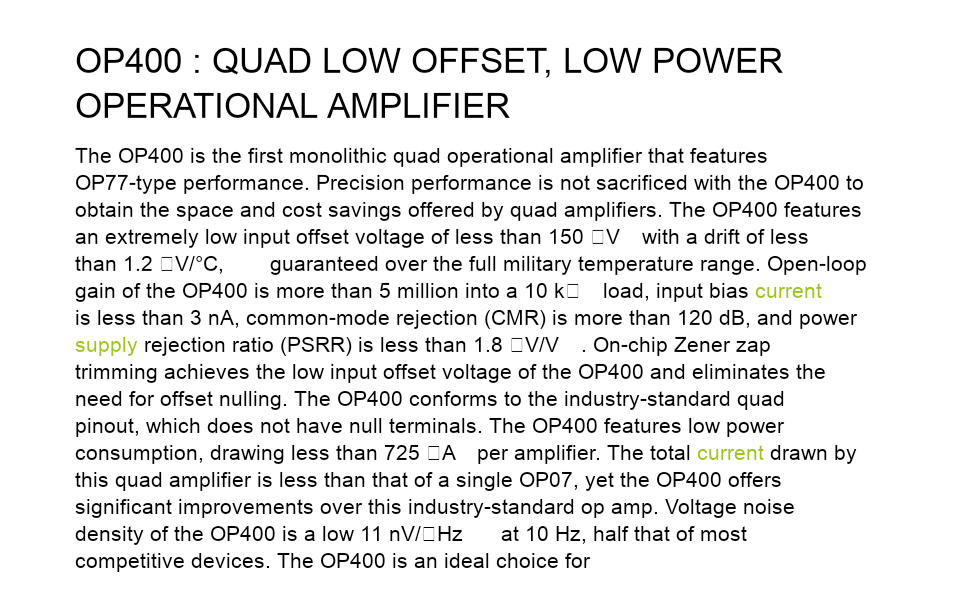 OP400 : QUAD LOW OFFSET, LOW POWER
OPERATIONAL AMPLIFIER
The OP400 is the first monolithic quad operational amplifier that features
OP77-type performance. Precision performance is not sacrificed with the OP400 to
obtain the space and cost savings offered by quad amplifiers. The OP400 features
an extremely low input offset voltage of less than 150 □V with a drift of less
than 1.2 □V/°C, guaranteed over the full military temperature range. Open-loop
gain of the OP400 is more than 5 million into a 10 k□ load, input bias current
is less than 3 nA, common-mode rejection (CMR) is more than 120 dB, and power
supply rejection ratio (PSRR) is less than 1.8 □V/V . On-chip Zener zap
trimming achieves the low input offset voltage of the OP400 and eliminates the
need for offset nulling. The OP400 conforms to the industry-standard quad
pinout, which does not have null terminals. The OP400 features low power
consumption, drawing less than 725 □A per amplifier. The total current drawn by
this quad amplifier is less than that of a single OP07, yet the OP400 offers
significant improvements over this industry-standard op amp. Voltage noise
density of the OP400 is a low 11 nV/□Hz at 10 Hz, half that of most
competitive devices. The OP400 is an ideal choice for